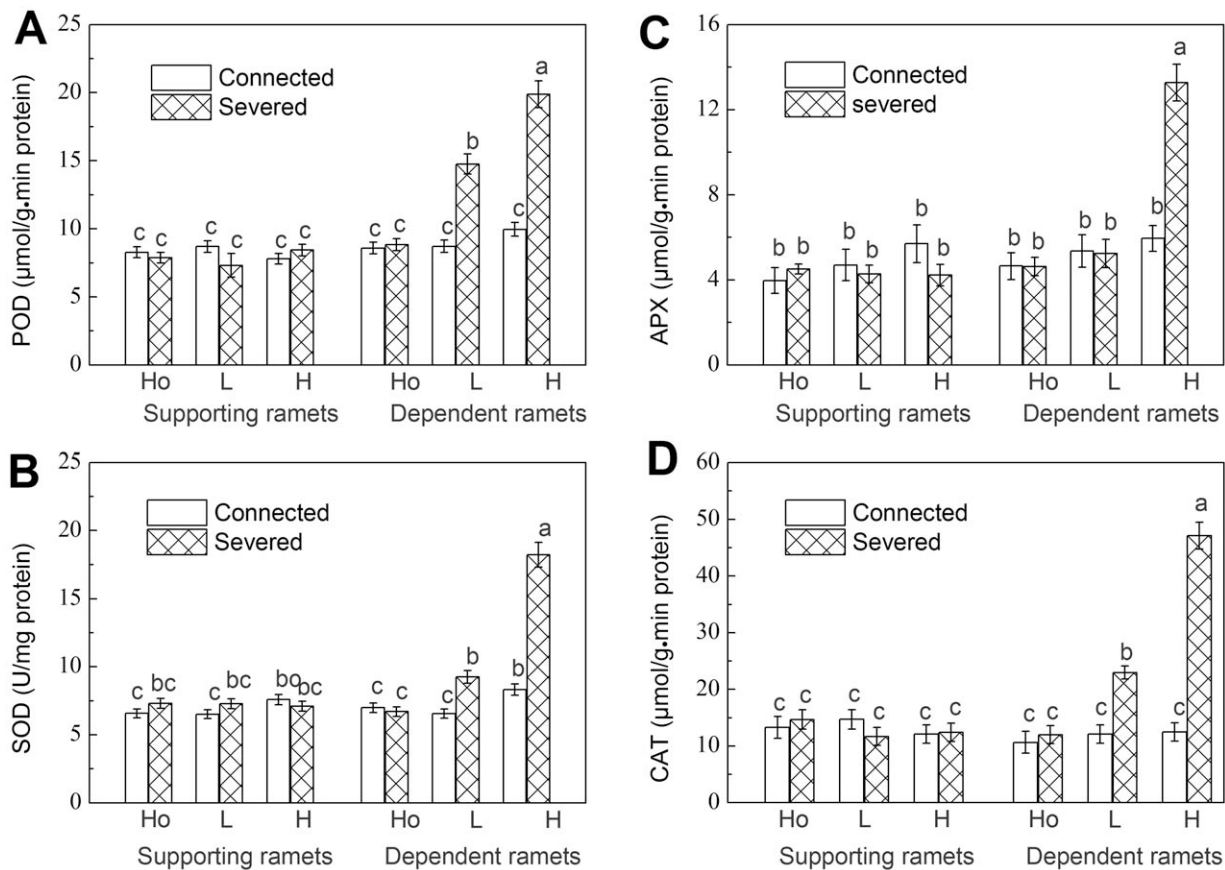 A
25
20
15
10
5
0
POD (μmol/g•min protein)
Connected
Severed
c c c c c c c c c b c a
Ho L H Ho L H
Supporting ramets Dependent ramets
C
16
12
8
4
0
APX (μmol/g•min protein)
Connected
severed
b b b b b b b b b b b a
Ho L H Ho L H
Supporting ramets Dependent ramets
B
25
20
15
10
5
0
SOD (U/mg protein)
Connected
Severed
c bc c bc bc bc c c c b b a
Ho L H Ho L H
Supporting ramets Dependent ramets
D
60
50
40
30
20
10
0
CAT (μmol/g•min protein)
Connected
Severed
c c c c c c c c c b c a
Ho L H Ho L H
Supporting ramets Dependent ramets